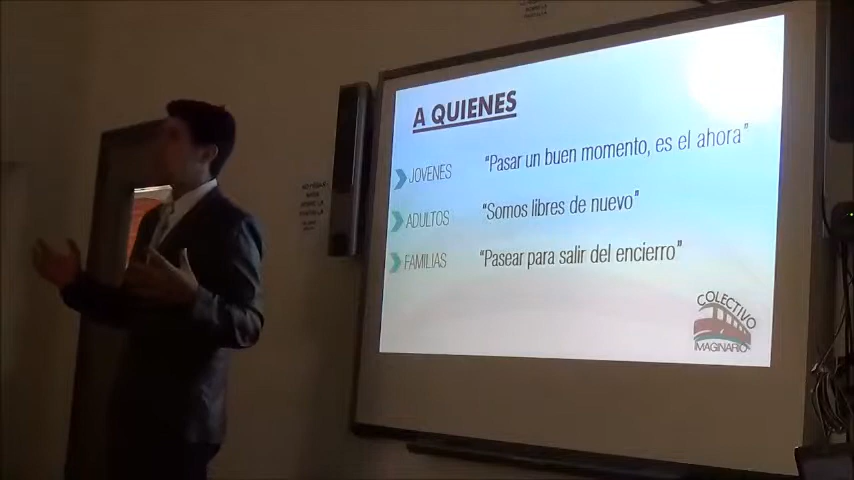 A QUIENES
JOVENES "Pasar un buen momento, es el ahora"
ADULTOS "Somos libres de nuevo"
FAMILIAS "Pasear para salir del encierro"
COLECTIVO
IMAGINARIO